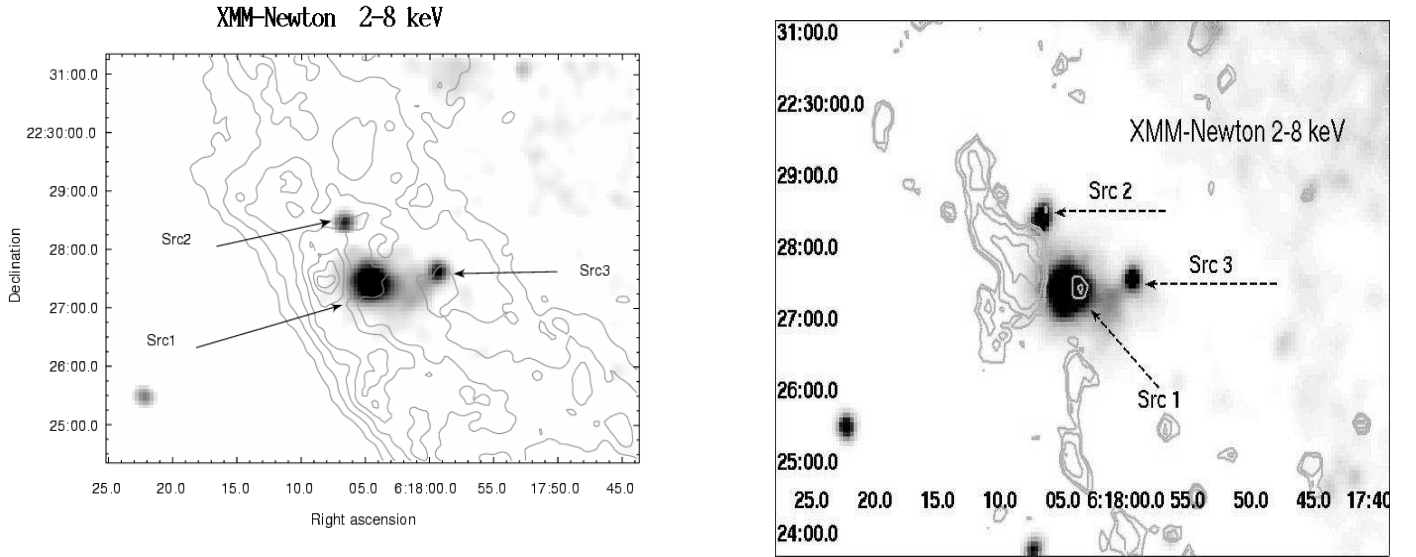 XMM-Newton 2-8 keV
31:00.0
22:30:00.0
29:00.0
28:00.0
27:00.0
26:00.0
25:00.0
Declination
Src2
Src3
Src1
25.0 20.0 15.0 10.0 05.0 6:18:00.0 55.0 17:50.0 45.0
Right ascension
31:00.0
22:30:00.0
XMM-Newton 2-8 keV
29:00.0
Src 2
28:00.0
Src 3
27:00.0
26:00.0
Src 1
25:00.0
25.0 20.0 15.0 10.0 05.0 6:18:00.0 55.0 50.0 45.0 17:40
24:00.0